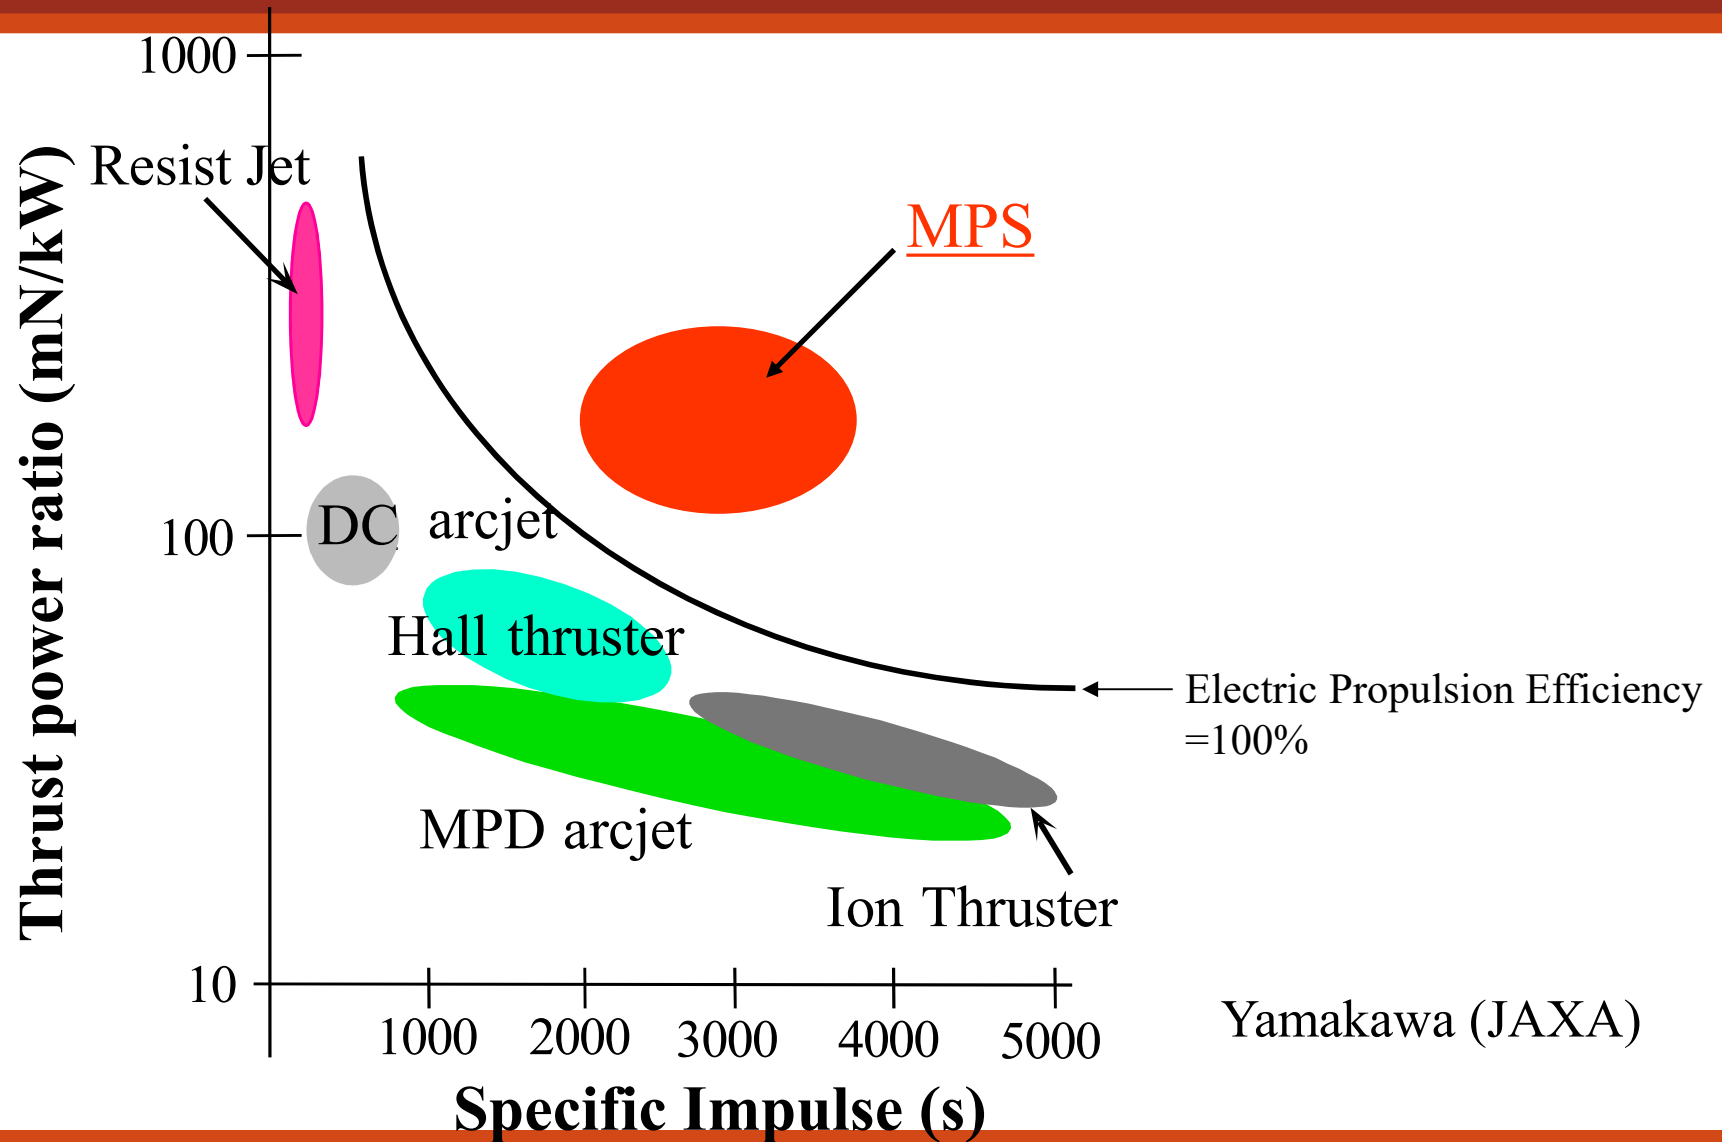 1000
Resist Jet
MPS
Thrust power ratio (mN/kW)
DC arcjet
100
Hall thruster
Electric Propulsion Efficiency
=100%
MPD arcjet
Ion Thruster
10
1000 2000 3000 4000 5000
Yamakawa (JAXA)
Specific Impulse (s)